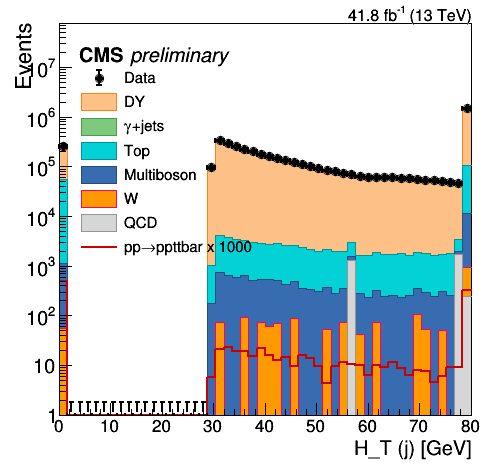 41.8 fb⁻¹ (13 TeV)
Events
CMS preliminary
Data
DY
γ+jets
Top
Multiboson
W
QCD
pp→ppttbar x 1000
10⁷
10⁶
10⁵
10⁴
10³
10²
10
1
0 10 20 30 40 50 60 70 80
H_T (j) [GeV]